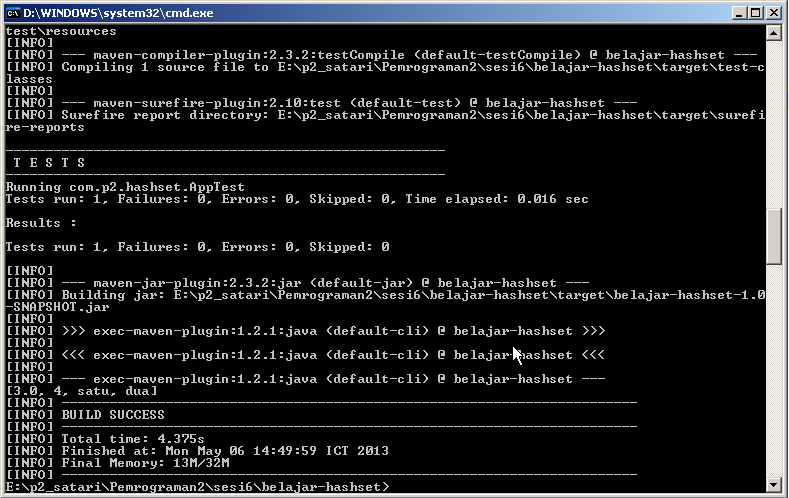 D:\WINDOWS\system32\cmd.exe
test\resources
[INFO]
[INFO] --- maven-compiler-plugin:2.3.2:testCompile (default-testCompile) @ belajar-hashset ---
[INFO] Compiling 1 source file to E:\p2_satari\Pemrograman2\sesi6\belajar-hashset\target\test-c
lasses
[INFO]
[INFO] --- maven-surefire-plugin:2.10:test (default-test) @ belajar-hashset ---
[INFO] Surefire report directory: E:\p2_satari\Pemrograman2\sesi6\belajar-hashset\target\surefi
re-reports
-------------------------------------------------------
T E S T S
-------------------------------------------------------
Running com.p2.hashset.AppTest
Tests run: 1, Failures: 0, Errors: 0, Skipped: 0, Time elapsed: 0.016 sec
Results :
Tests run: 1, Failures: 0, Errors: 0, Skipped: 0
[INFO]
[INFO] --- maven-jar-plugin:2.3.2:jar (default-jar) @ belajar-hashset ---
[INFO] Building jar: E:\p2_satari\Pemrograman2\sesi6\belajar-hashset\target\belajar-hashset-1.0
-SNAPSHOT.jar
[INFO]
[INFO] >>> exec-maven-plugin:1.2.1:java (default-cli) @ belajar-hashset >>>
[INFO]
[INFO] <<< exec-maven-plugin:1.2.1:java (default-cli) @ belajar-hashset <<<
[INFO]
[INFO] --- exec-maven-plugin:1.2.1:java (default-cli) @ belajar-hashset ---
[3.0, 4, satu, dua]
[INFO] ------------------------------------------------------------------------
[INFO] BUILD SUCCESS
[INFO] ------------------------------------------------------------------------
[INFO] Total time: 4.375s
[INFO] Finished at: Mon May 06 14:49:59 ICT 2013
[INFO] Final Memory: 13M/32M
[INFO] ------------------------------------------------------------------------
E:\p2_satari\Pemrograman2\sesi6\belajar-hashset>